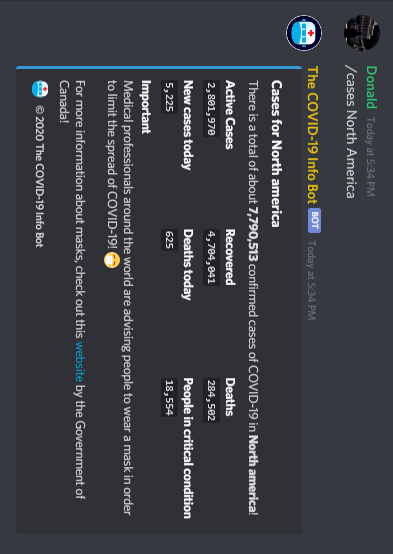 Donald Today at 5:34 PM
/cases North America
The COVID-19 Info Bot BOT Today at 5:34 PM
Cases for North america
There is a total of about 7,790,513 confirmed cases of COVID-19 in North america!
Active Cases Recovered Deaths
2,801,970 4,704,041 284,502
New cases today Deaths today People in critical condition
5,225 625 18,554
Important
Medical professionals around the world are advising people to wear a mask in order
to limit the spread of COVID-19! 😷
For more information about masks, check out this website by the Government of
Canada!
© 2020 The COVID-19 Info Bot